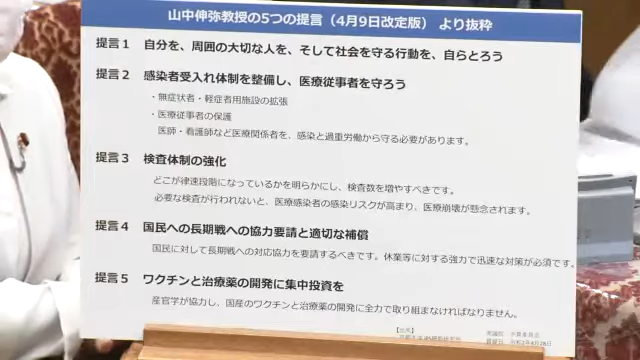 山中伸弥教授の5つの提言(4月9日改定版) より抜粋
提言1 自分を、周囲の大切な人を、そして社会を守る行動を、自らとろう
提言2 感染者受入れ体制を整備し、医療従事者を守ろう
・無症状者・軽症者用施設の拡張
・医療従事者の保護
医師・看護師など医療関係者を、感染と過重労働から守る必要があります。
提言3 検査体制の強化
どこが律速段階になっているかを明らかにし、検査数を増やすべきです。
必要な検査が行われないと、医療感染者の感染リスクが高まり、医療崩壊が懸念されます。
提言4 国民への長期戦への協力要請と適切な補償
国民に対して長期戦への対応協力を要請するべきです。休業等に対する強力で迅速な対策が必須です。
提言5 ワクチンと治療薬の開発に集中投資を
産官学が協力し、国産のワクチンと治療薬の開発に全力で取り組まなければなりません。